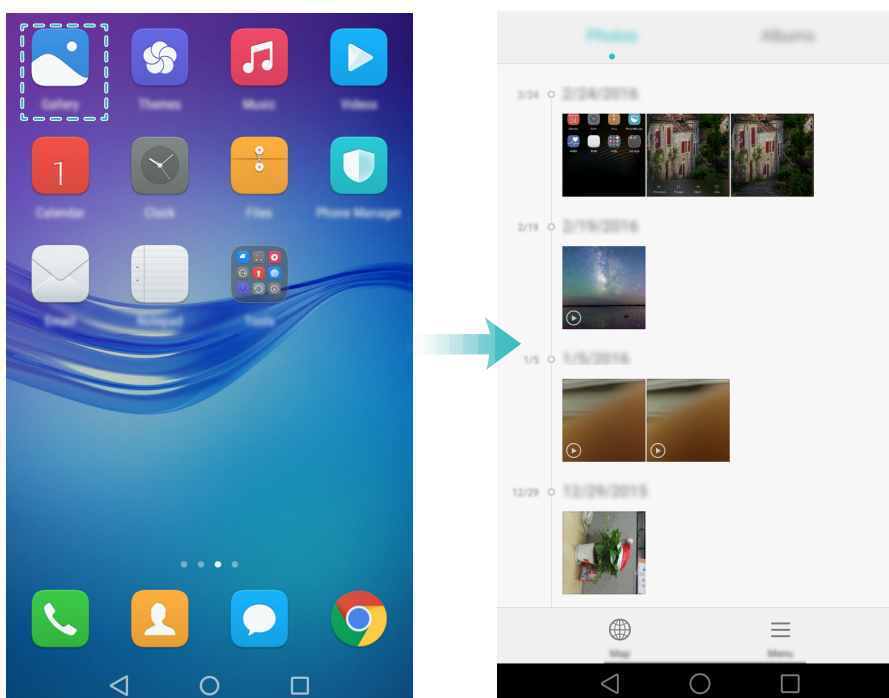 Gallery
Themes
Music
Videos
1
Calendar
Clock
Files
Phone Manager
Email
Notepad
Tools
Photos
Albums
2/24
2/24/2016
2/19
2/19/2016
1/5
1/5/2016
12/29
12/29/2015
Map
Menu